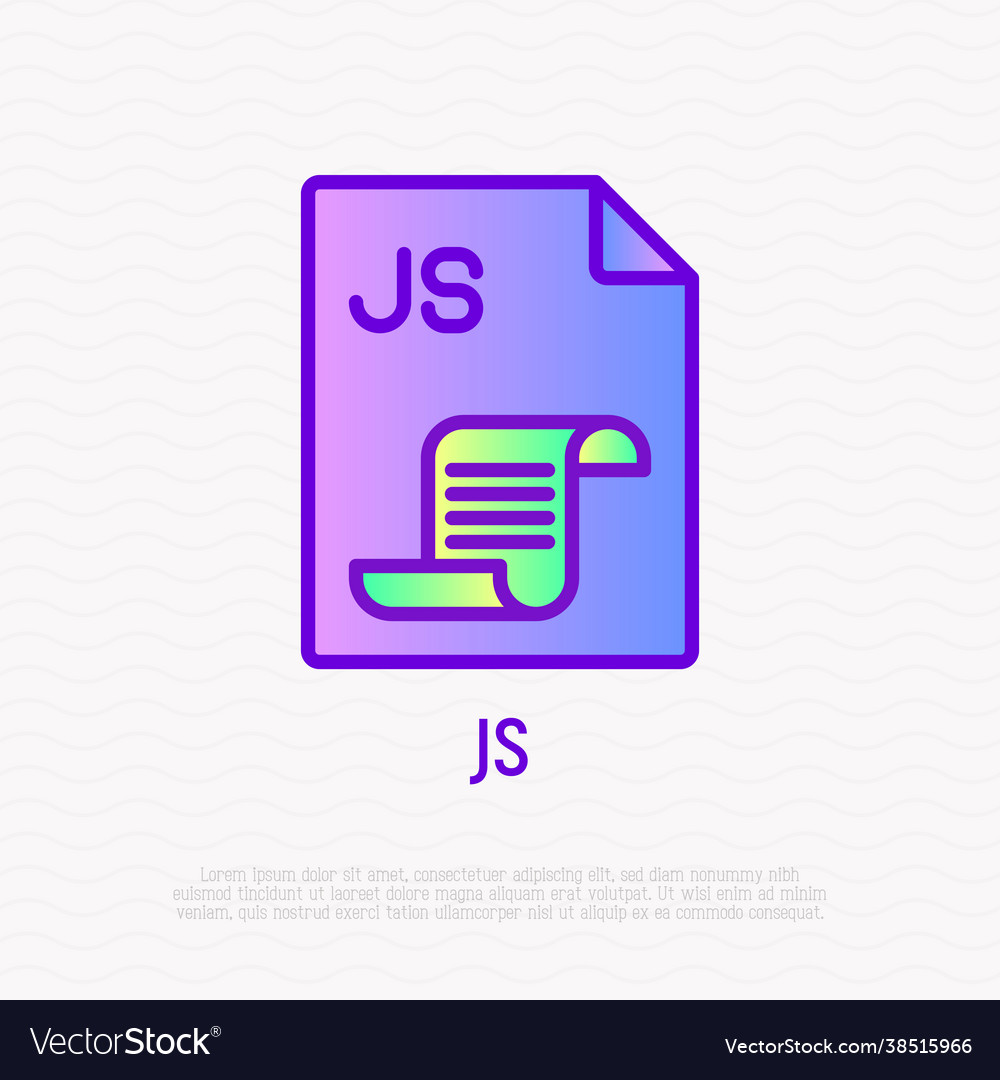 JS
JS
Lorem ipsum dolor sit amet, consectetuer adipiscing elit, sed diam nonummy nibh
euismod tincidunt ut laoreet dolore magna aliquam erat volutpat. Ut wisi enim ad minim
veniam, quis nostrud exerci tation ullamcorper nisl ut aliquip ex ea commodo consequat.
VectorStock®
VectorStock.com/38515966